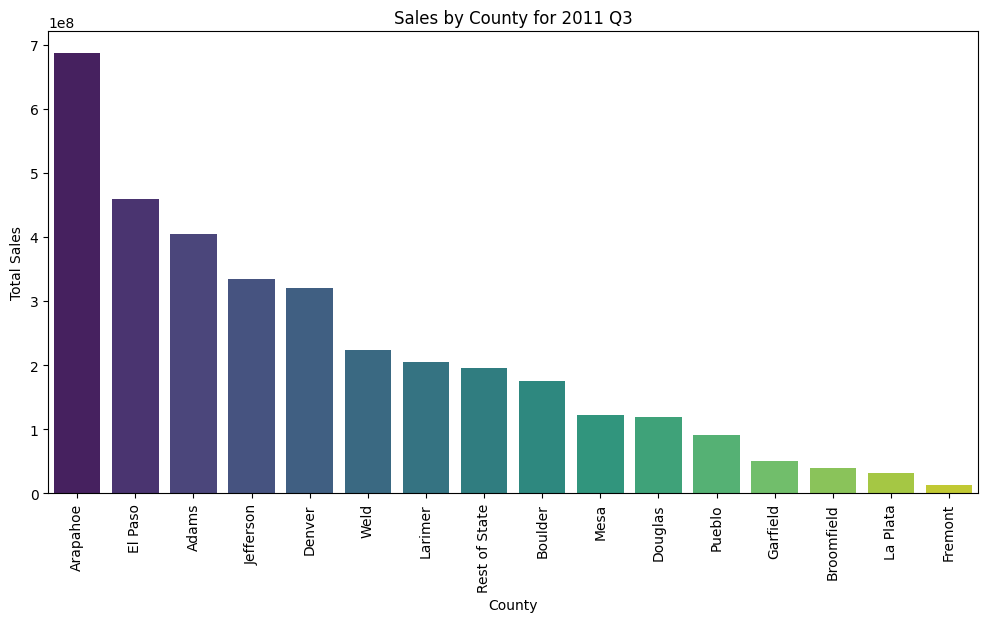 Sales by County for 2011 Q3
1e8
7
6
5
4
3
2
1
0
Total Sales
Arapahoe
El Paso
Adams
Jefferson
Denver
Weld
Larimer
Rest of State
Boulder
Mesa
Douglas
Pueblo
Garfield
Broomfield
La Plata
Fremont
County